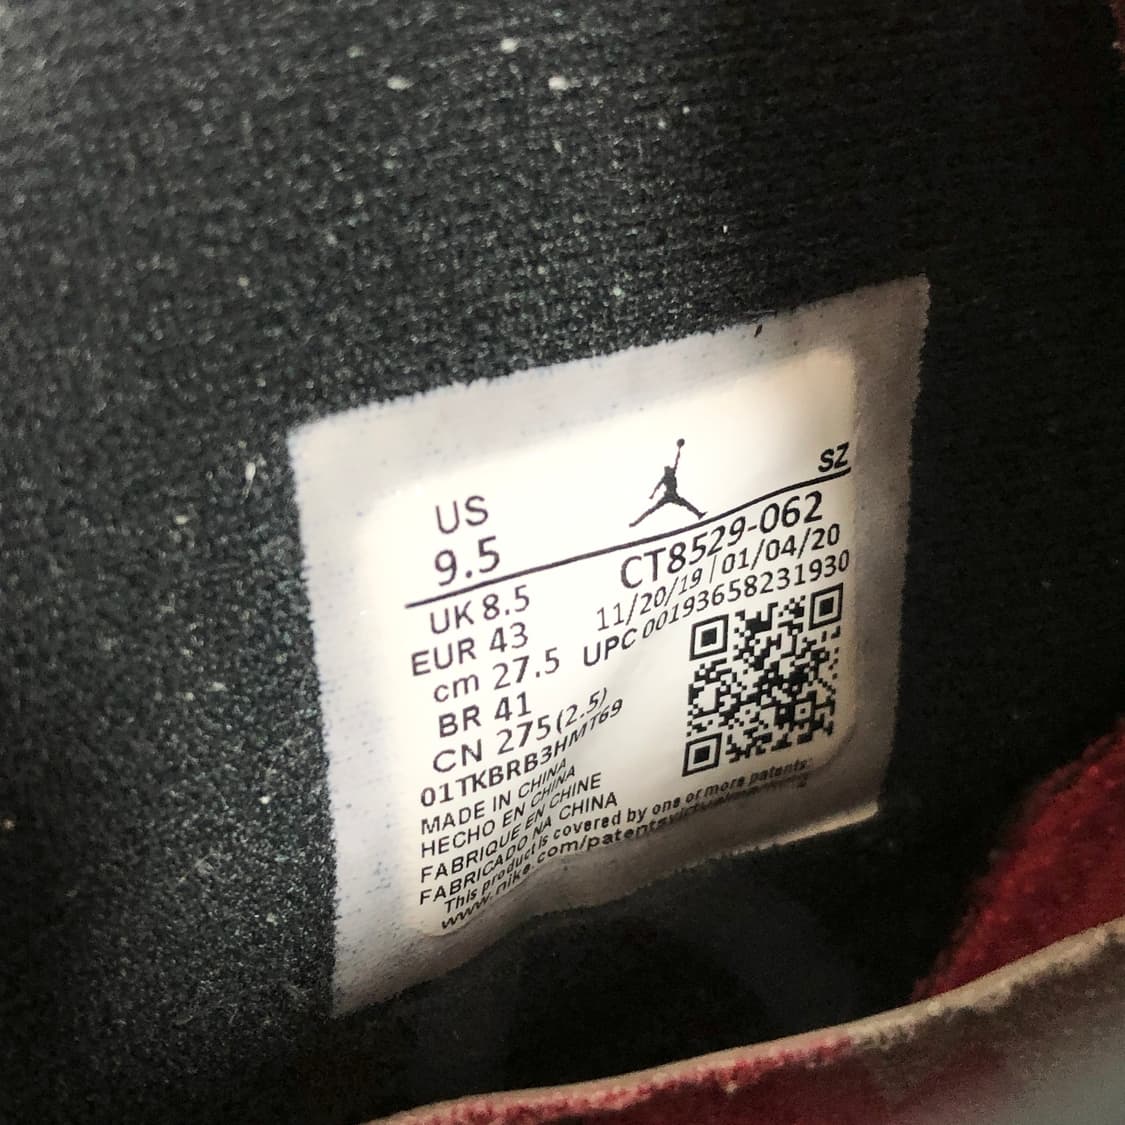 US
9.5
SZ
UK 8.5
CT8529-062
EUR 43
11/20/19 | 01/04/20
cm 27.5
UPC 00193658231930
BR 41
CN 275(2.5)
01TKBRB3HMT69
MADE IN CHINA
HECHO EN CHINA
FABRIQUE EN CHINE
FABRICADO NA CHINA
This product is covered by one or more patents:
www.nike.com/patents